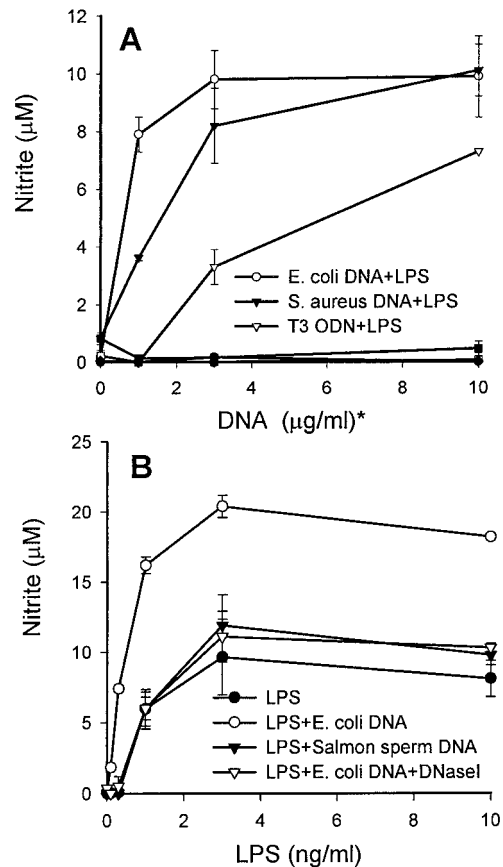 A
12
10
8
6
4
2
0
Nitrite (μM)
E. coli DNA+LPS
S. aureus DNA+LPS
T3 ODN+LPS
0 2 4 6 8 10
DNA (μg/ml)*
B
25
20
15
10
5
0
Nitrite (μM)
LPS
LPS+E. coli DNA
LPS+Salmon sperm DNA
LPS+E. coli DNA+DNaseI
0 2 4 6 8 10
LPS (ng/ml)